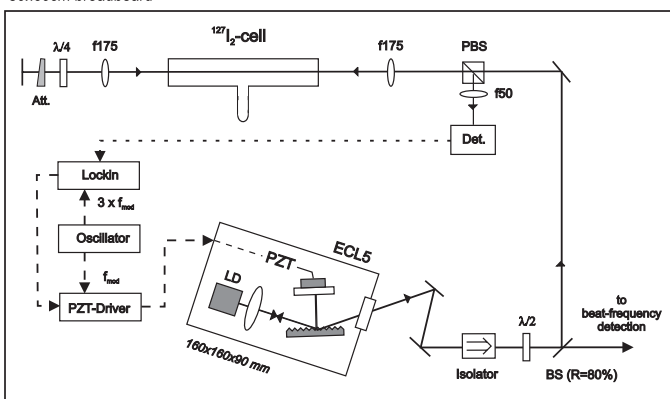 λ/4
f175
¹²⁷I₂-cell
f175
PBS
Att.
f50
Det.
Lockin
3 x fmod
Oscillator
fmod
PZT-Driver
ECL5
PZT
LD
160x160x90 mm
to
beat-frequency
detection
λ/2
Isolator
BS (R=80%)